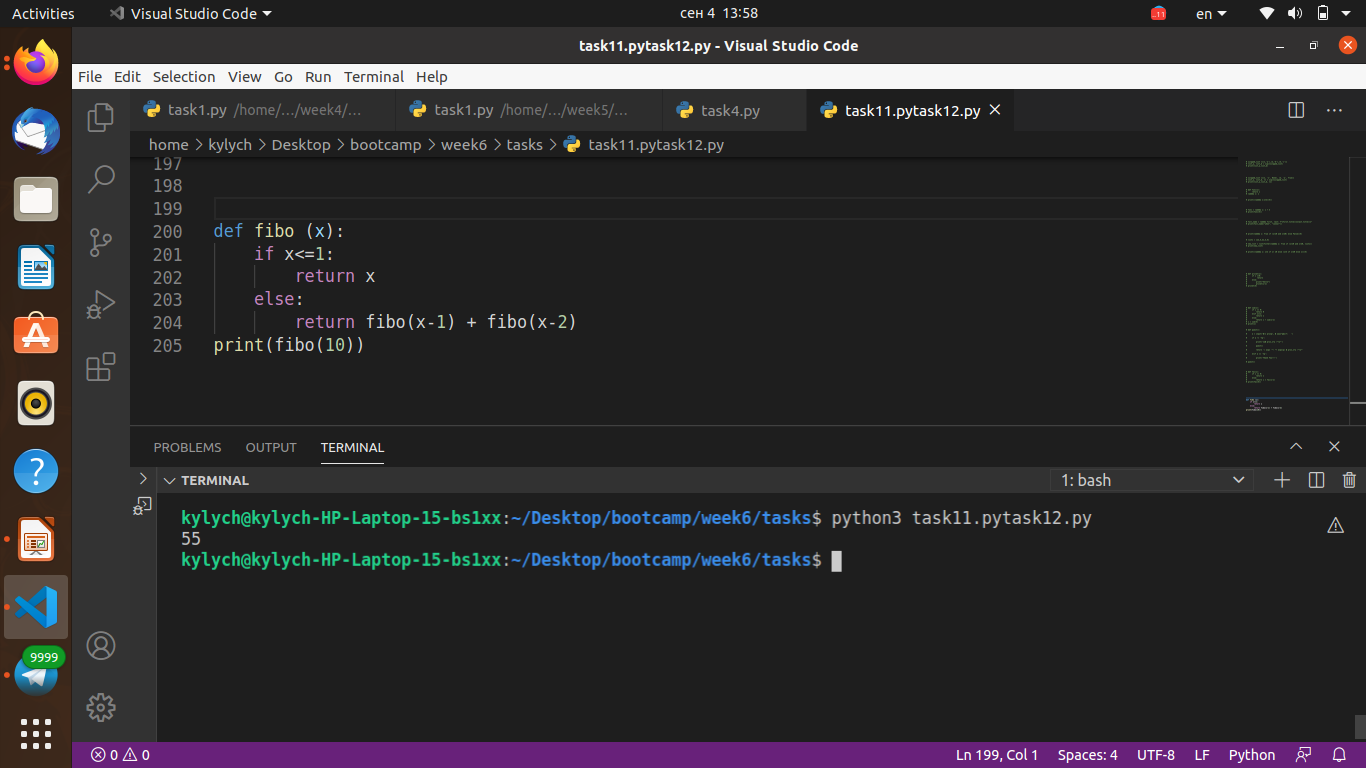 Activities Visual Studio Code сен 4 13:58 en
task11.pytask12.py - Visual Studio Code
File Edit Selection View Go Run Terminal Help
task1.py /home/.../week4/... task1.py /home/.../week5/... task4.py task11.pytask12.py
home > kylych > Desktop > bootcamp > week6 > tasks > task11.pytask12.py
197
198
199
200 def fibo (x):
201 if x<=1:
202 return x
203 else:
204 return fibo(x-1) + fibo(x-2)
205 print(fibo(10))
PROBLEMS OUTPUT TERMINAL
TERMINAL 1: bash
kylych@kylych-HP-Laptop-15-bs1xx:~/Desktop/bootcamp/week6/tasks$ python3 task11.pytask12.py
55
kylych@kylych-HP-Laptop-15-bs1xx:~/Desktop/bootcamp/week6/tasks$
9999
0 0 Ln 199, Col 1 Spaces: 4 UTF-8 LF Python